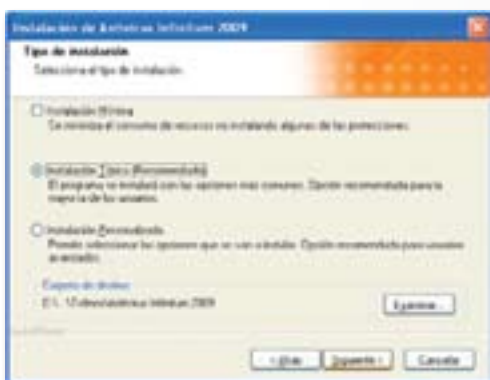 Instalación de Antivirus Infinitum 2009
Tipo de instalación
Selecciona el tipo de instalación.
Instalación Mínima
Se minimiza el consumo de recursos no instalando algunas de las protecciones.
Instalación Típica (Recomendada)
El programa se instalará con las opciones más comunes. Opción recomendada para la
mayoría de los usuarios.
Instalación Personalizada
Permite seleccionar las opciones que se van a instalar. Opción recomendada para usuarios
avanzados.
Carpeta de destino
Antivirus Infinitum 2009
Examinar...
< Atrás
Siguiente >
Cancelar